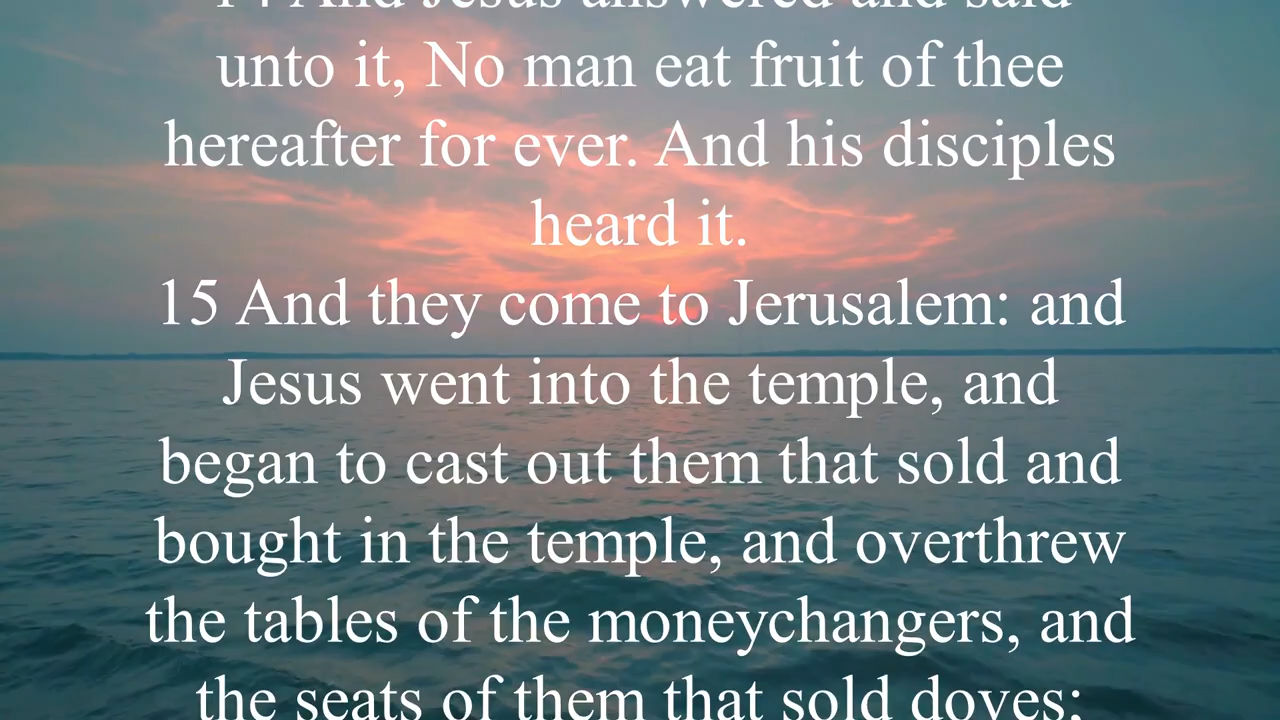 14 And Jesus answered and said
unto it, No man eat fruit of thee
hereafter for ever. And his disciples
heard it.
15 And they come to Jerusalem: and
Jesus went into the temple, and
began to cast out them that sold and
bought in the temple, and overthrew
the tables of the moneychangers, and
the seats of them that sold doves;